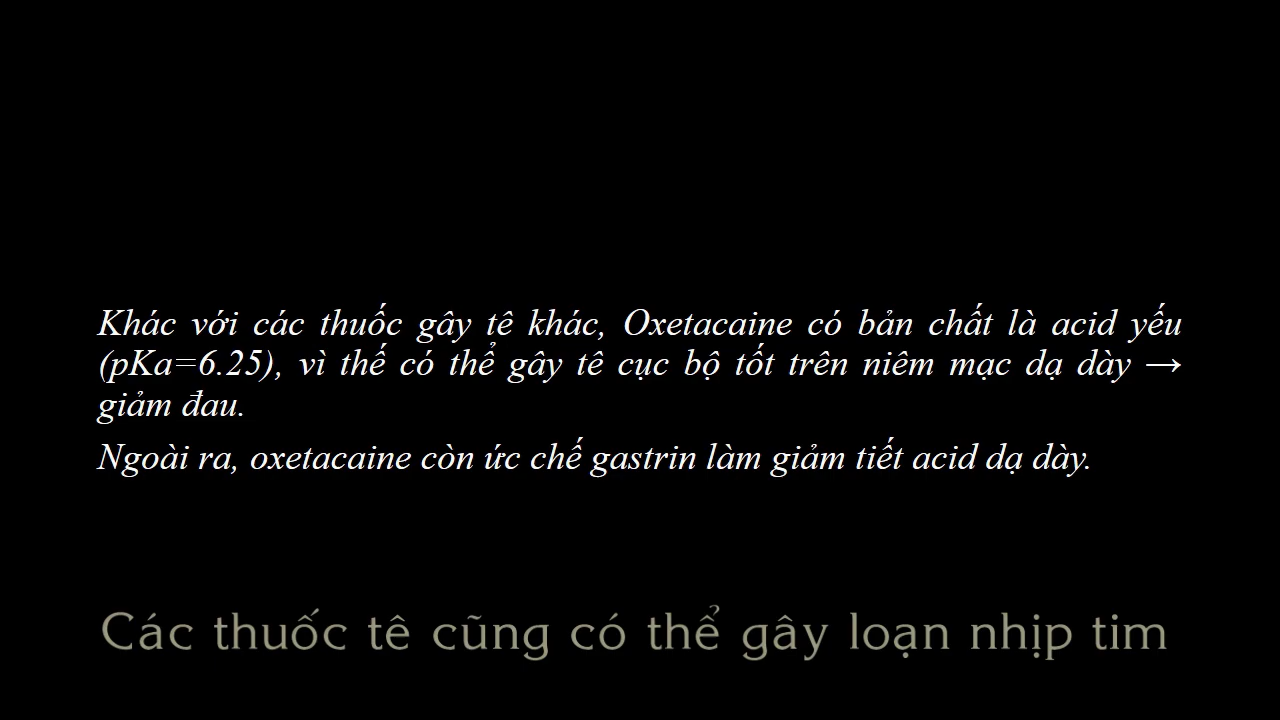 Khác với các thuốc gây tê khác, Oxetacaine có bản chất là acid yếu
(pKa=6.25), vì thế có thể gây tê cục bộ tốt trên niêm mạc dạ dày →
giảm đau.
Ngoài ra, oxetacaine còn ức chế gastrin làm giảm tiết acid dạ dày.
Các thuốc tê cũng có thể gây loạn nhịp tim